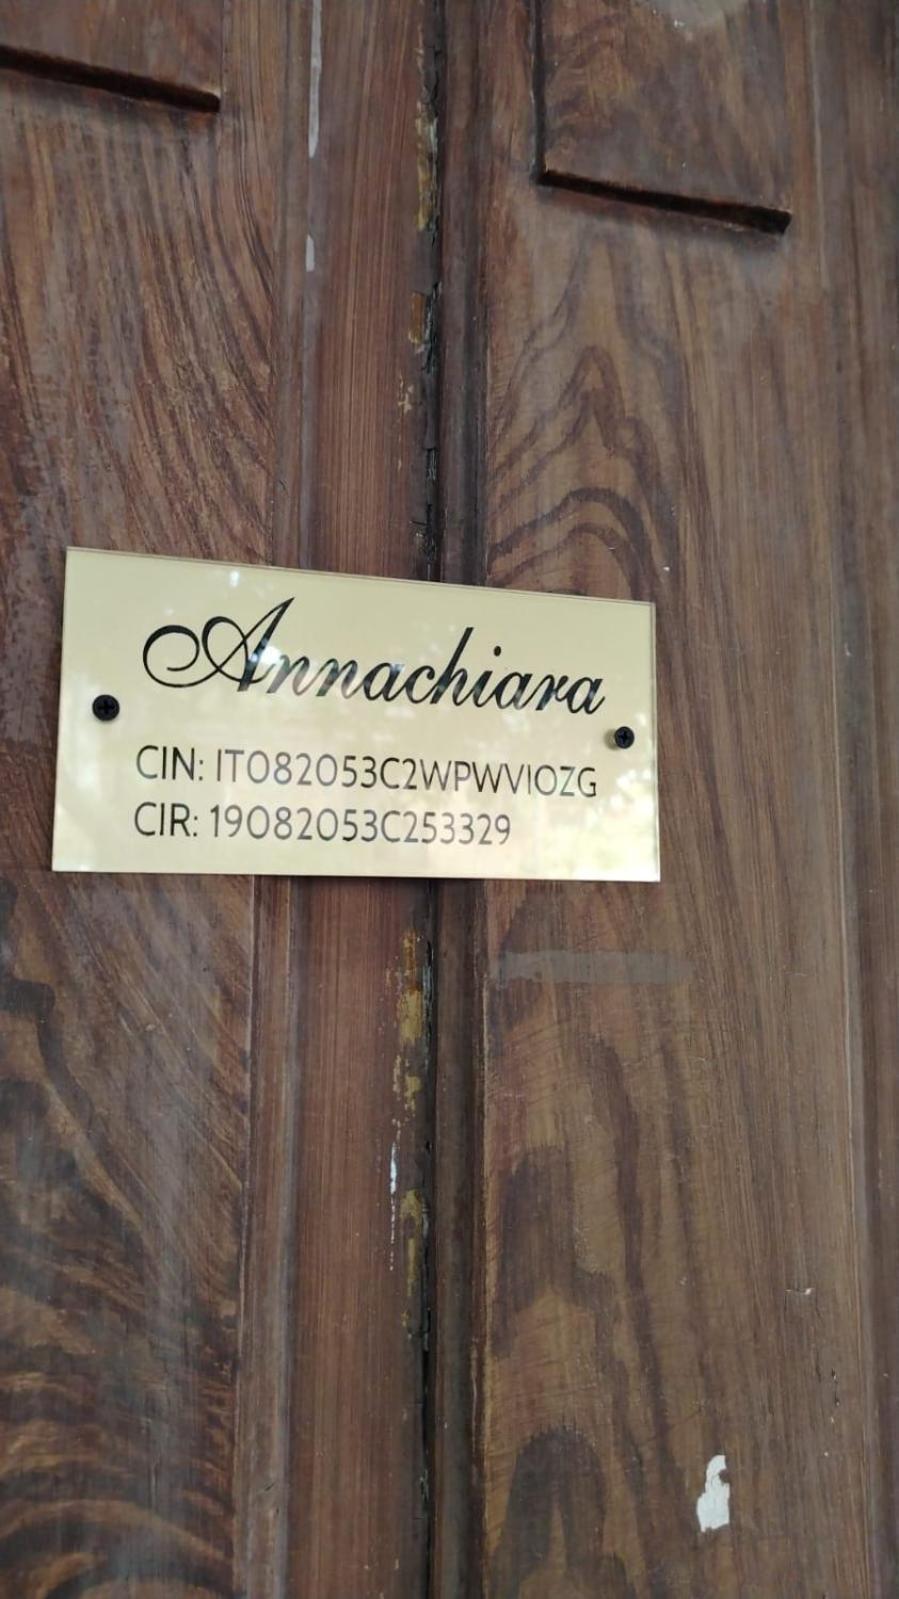 Annachiara
CIN: IT082053C2WPWVIOZG
CIR: 19082053C253329